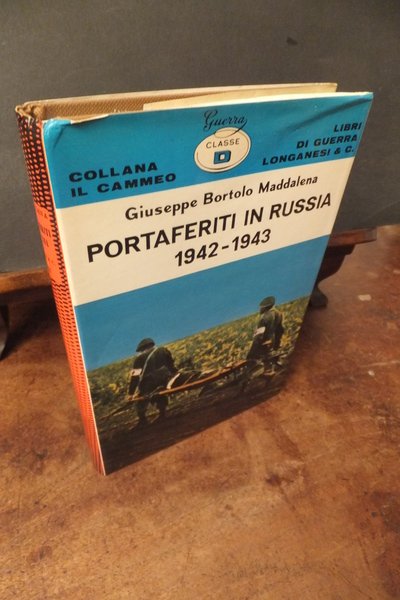 Guerra
CLASSE
D
COLLANA
IL CAMMEO
LIBRI
DI GUERRA
LONGANESI & C.
Giuseppe Bortolo Maddalena
PORTAFERITI IN RUSSIA
1942-1943